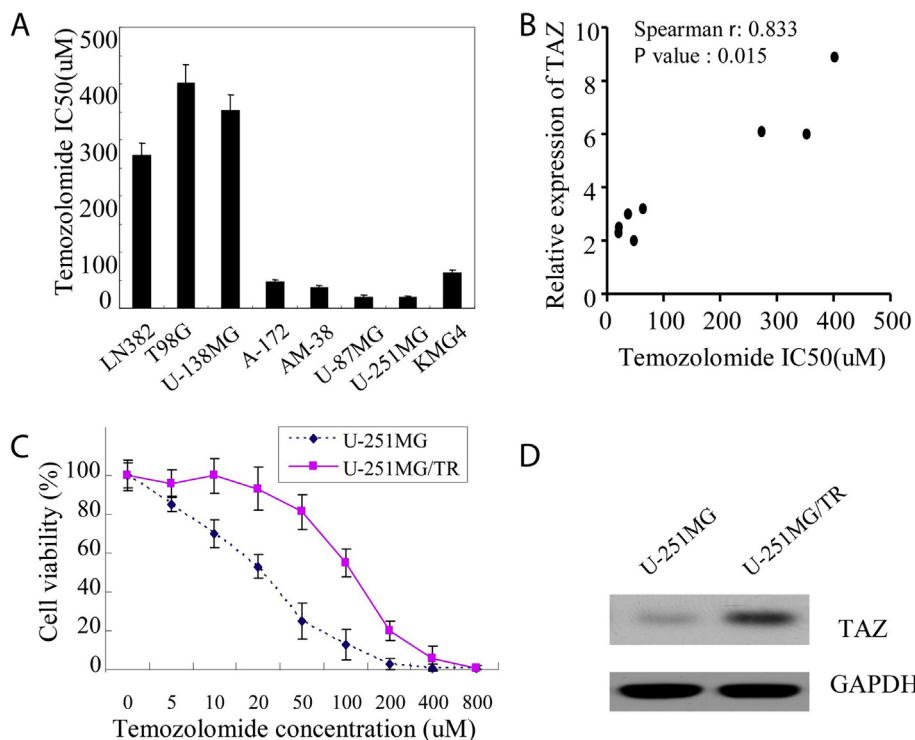 A
Temozolomide IC50(uM)
500
400
300
200
100
0
LN382
T98G
U-138MG
A-172
AM-38
U-87MG
U-251MG
KMG4
B
Spearman r: 0.833
P value : 0.015
Relative expression of TAZ
10
8
6
4
2
0
0 100 200 300 400 500
Temozolomide IC50(uM)
C
U-251MG
U-251MG/TR
Cell viability (%)
100
80
60
40
20
0
0 5 10 20 50 100 200 400 800
Temozolomide concentration (uM)
D
U-251MG
U-251MG/TR
TAZ
GAPDH